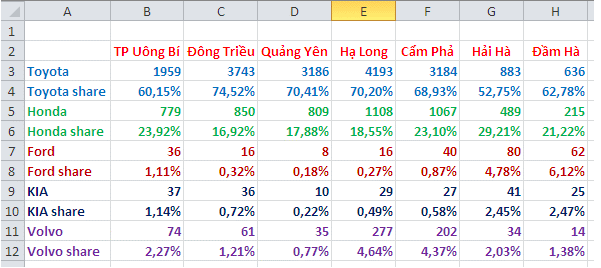 A B C D E F G H
1
2 TP Uông Bí Đông Triều Quảng Yên Hạ Long Cẩm Phả Hải Hà Đầm Hà
3 Toyota 1959 3743 3186 4193 3184 883 636
4 Toyota share 60,15% 74,52% 70,41% 70,20% 68,93% 52,75% 62,78%
5 Honda 779 850 809 1108 1067 489 215
6 Honda share 23,92% 16,92% 17,88% 18,55% 23,10% 29,21% 21,22%
7 Ford 36 16 8 16 40 80 62
8 Ford share 1,11% 0,32% 0,18% 0,27% 0,87% 4,78% 6,12%
9 KIA 37 36 10 29 27 41 25
10 KIA share 1,14% 0,72% 0,22% 0,49% 0,58% 2,45% 2,47%
11 Volvo 74 61 35 277 202 34 14
12 Volvo share 2,27% 1,21% 0,77% 4,64% 4,37% 2,03% 1,38%